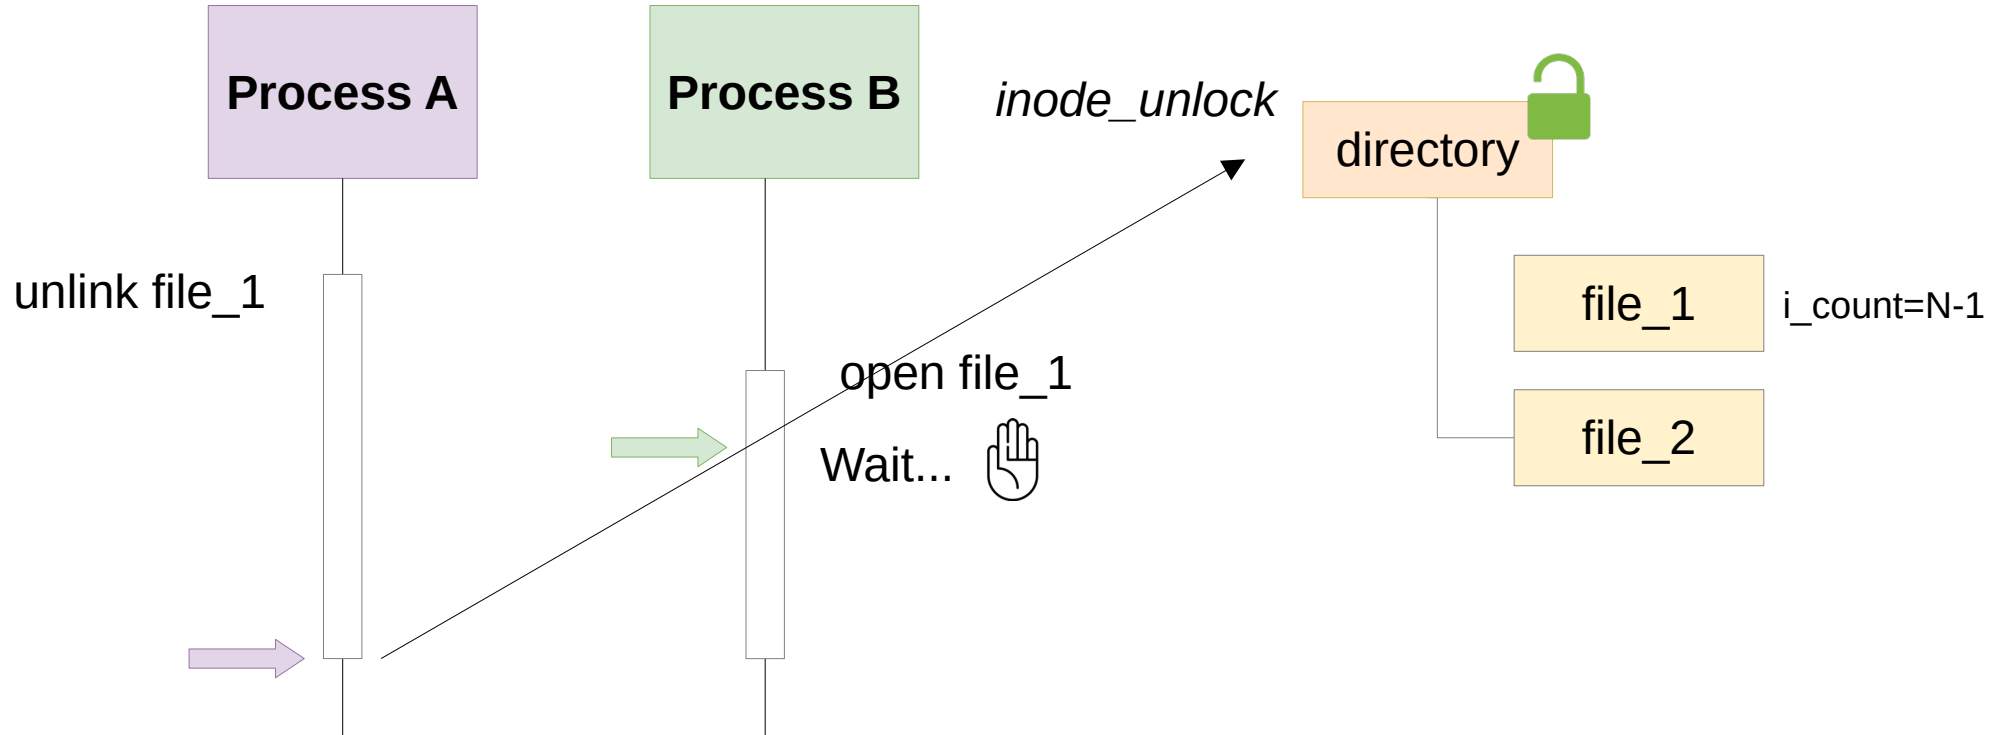 Process A
Process B
inode_unlock
directory
unlink file_1
file_1
i_count=N-1
open file_1
Wait...
file_2